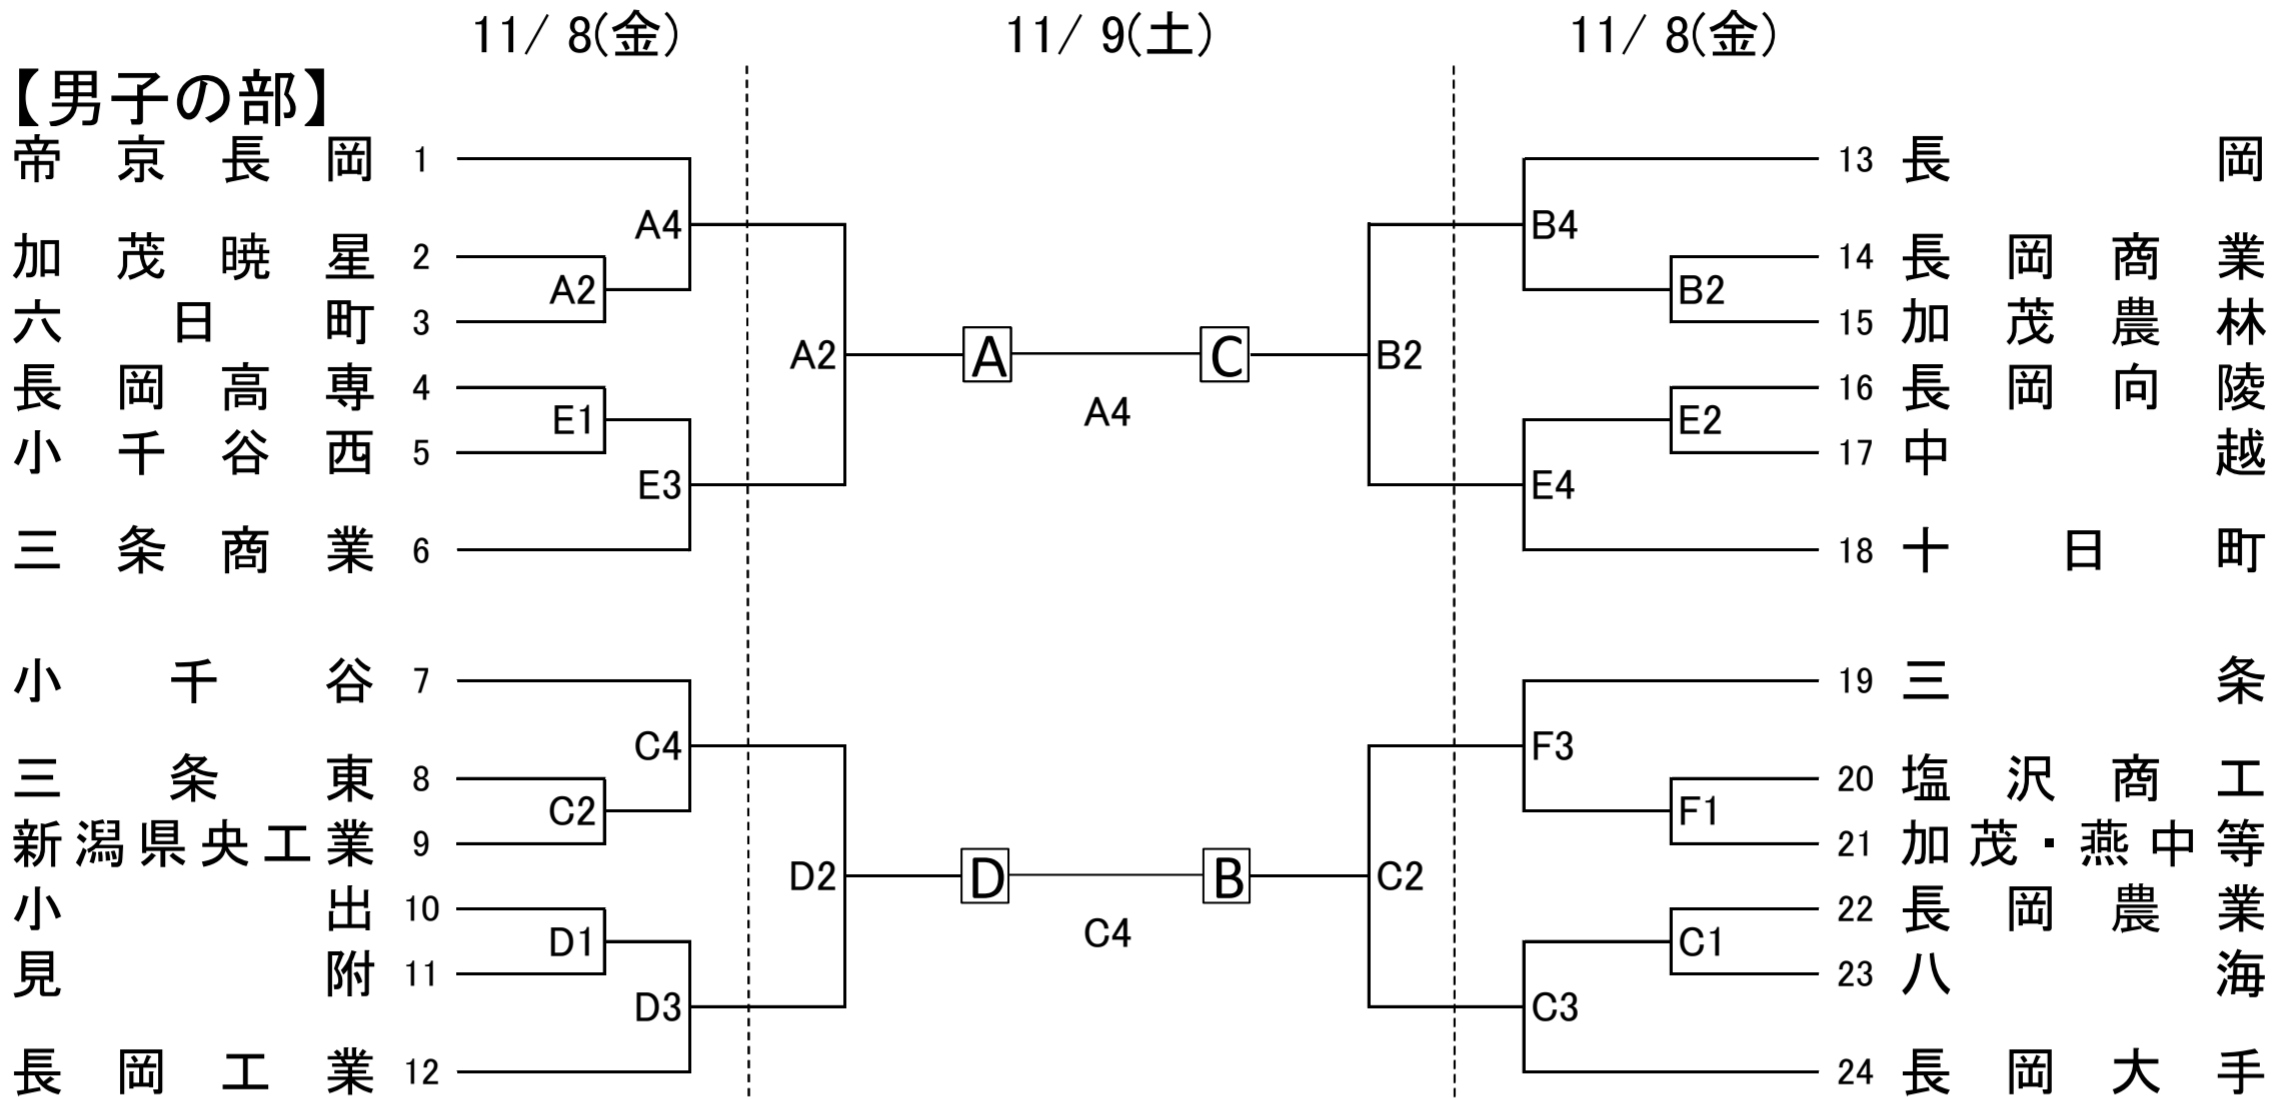 11/ 8(金) 11/ 9(土) 11/ 8(金)
【男子の部】
帝京長岡 1 13 長岡
A4 B4
加茂暁星 2 14 長岡商業
A2 B2
六日町 3 15 加茂農林
A2 A C B2
長岡高専 4 16 長岡向陵
E1 A4 E2
小千谷西 5 17 中越
E3 E4
三条商業 6 18 十日町
小千谷 7 19 三条
C4 F3
三条東 8 20 塩沢商工
C2 F1
新潟県央工業 9 21 加茂・燕中等
D2 D B C2
小出 10 22 長岡農業
D1 C4 C1
見附 11 23 八海
D3 C3
長岡工業 12 24 長岡大手